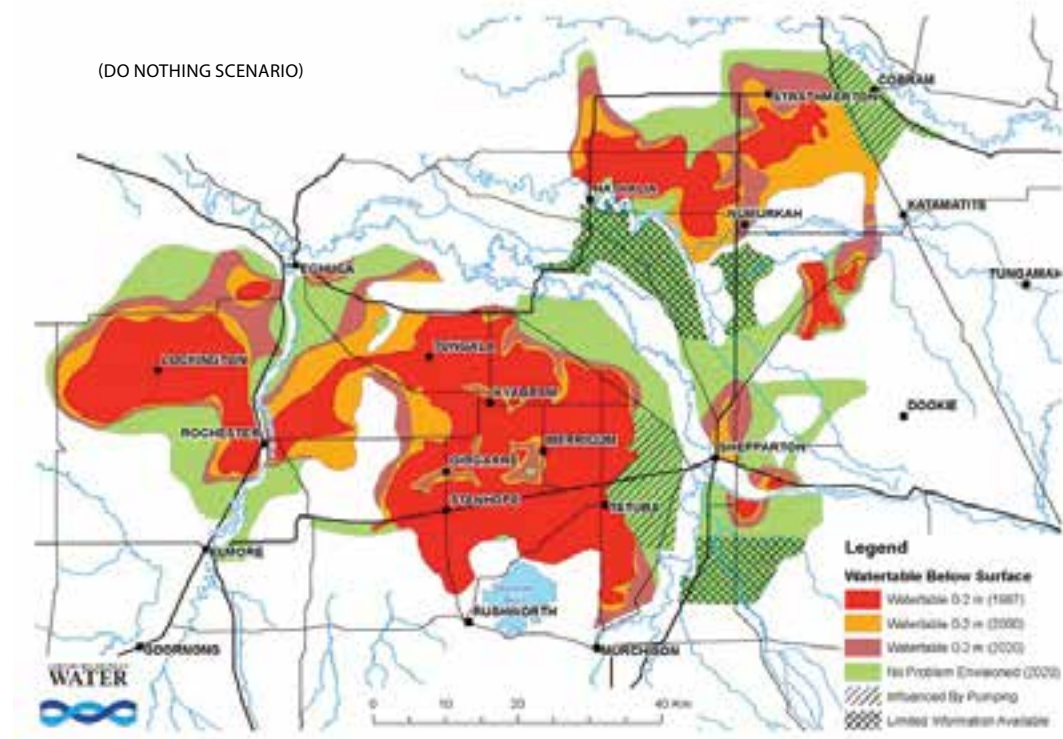 (DO NOTHING SCENARIO)
COBRAM
STRATHMERTON
NATHALIA
NUMURKAH
KATAMATITE
ECHUCA
TUNGAMAH
LOCKINGTON
TONGALA
KYABRAM
DOOKIE
ROCHESTER
MERRIGUM
SHEPPARTON
GIRGARRE
STANHOPE
TATURA
ELMORE
RUSHWORTH
GOORNONG
MURCHISON
WATER
0 10 20 40 Km
Legend
Watertable Below Surface
Watertable 0-2 m (1987)
Watertable 0-2 m (2000)
Watertable 0-2 m (2020)
No Problem Envisioned (2020)
Influenced By Pumping
Limited Information Available